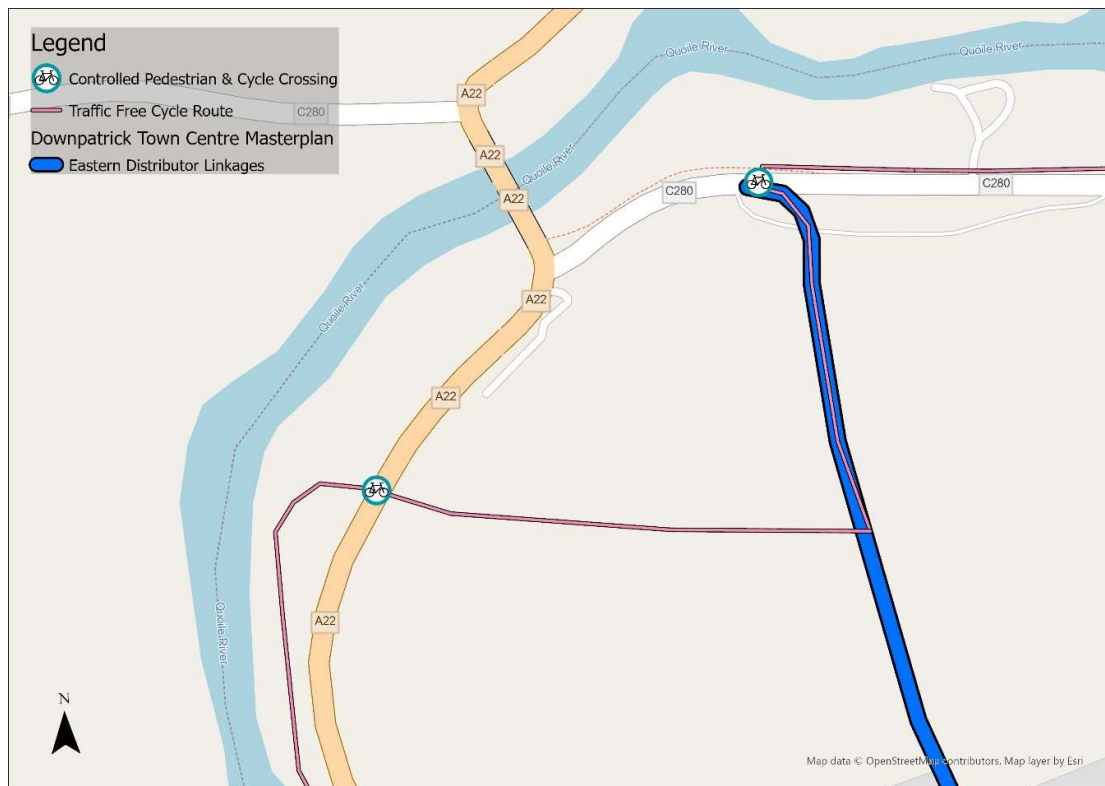 Legend
Controlled Pedestrian & Cycle Crossing
Traffic Free Cycle Route
Downpatrick Town Centre Masterplan
Eastern Distributor Linkages
Quoile River
Quoile River
A22
C280
A22
Quoile River
A22
C280
C280
A22
Quoile River
A22
A22
Quoile River
N
Map data © OpenStreetMap contributors, Map layer by Esri